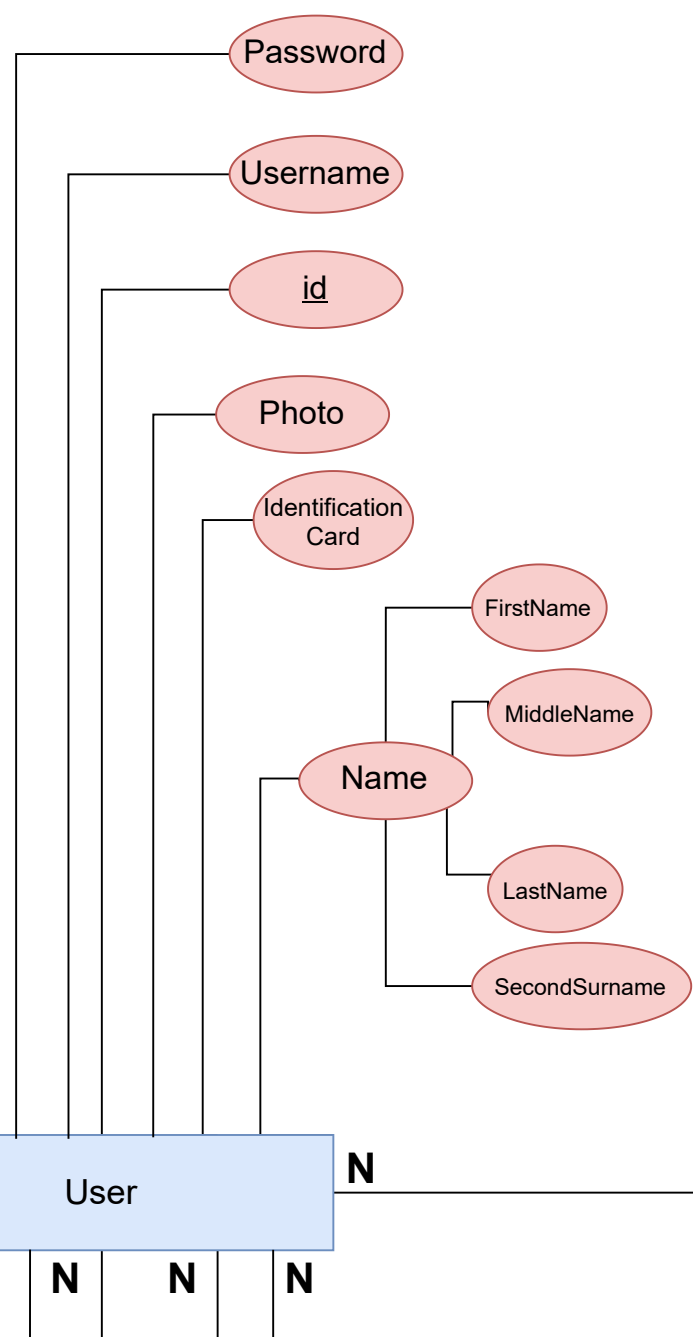 Password
Username
id
Photo
Identification
Card
FirstName
MiddleName
Name
LastName
SecondSurname
N
User
N
N
N